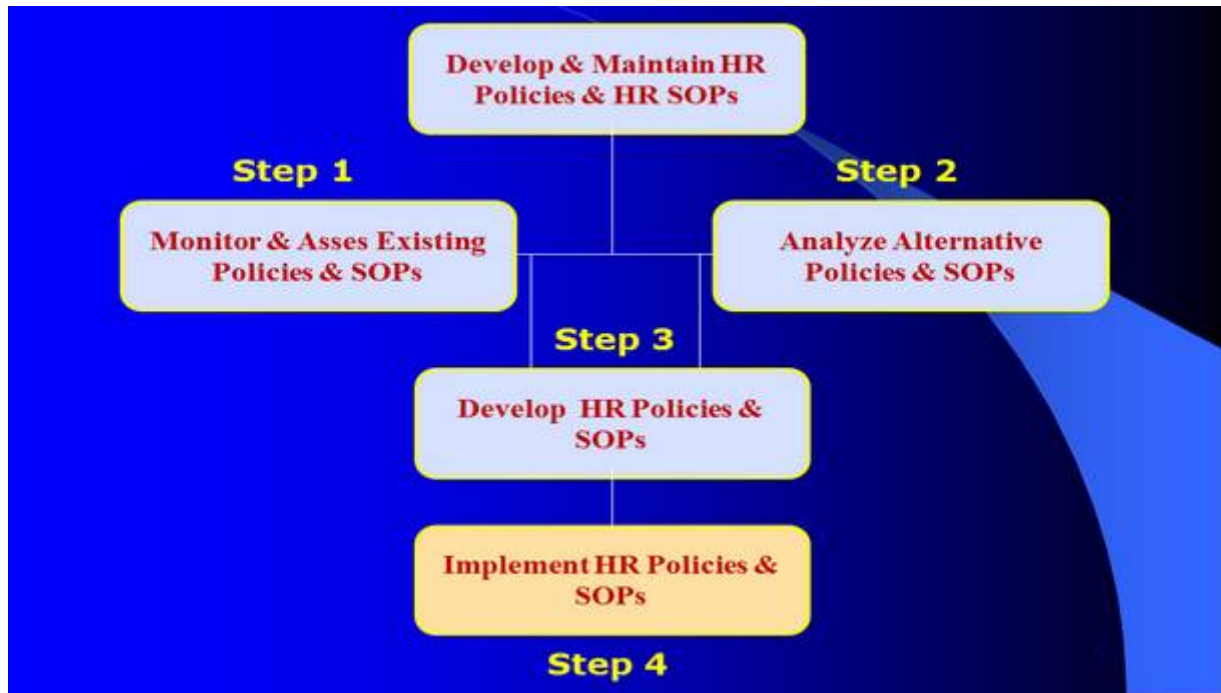 Develop & Maintain HR
Policies & HR SOPs
Step 1
Step 2
Monitor & Asses Existing
Policies & SOPs
Analyze Alternative
Policies & SOPs
Step 3
Develop HR Policies &
SOPs
Implement HR Policies &
SOPs
Step 4